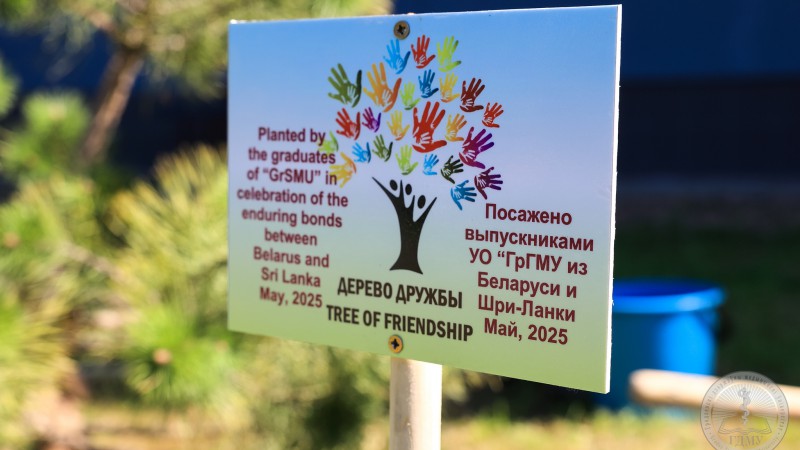 Planted by
the graduates
of “GrSMU” in
celebration of the
enduring bonds
between
Belarus and
Sri Lanka
May, 2025
Посажено
выпускниками
УО “ГрГМУ из
Беларуси и
Шри-Ланки
Май, 2025
ДЕРЕВО ДРУЖБЫ
TREE OF FRIENDSHIP
ГДМУ